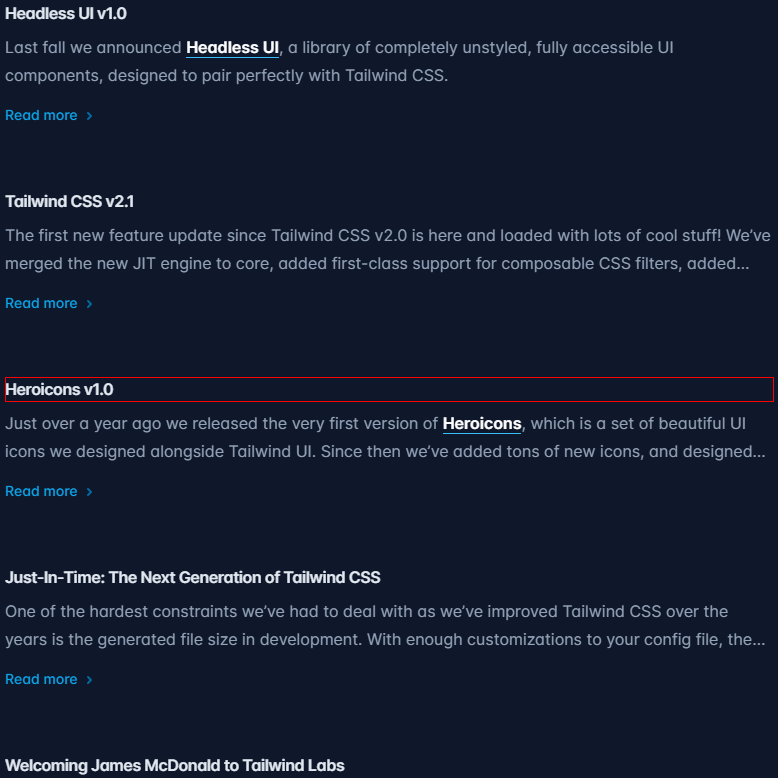 Headless UI v1.0
Last fall we announced Headless UI, a library of completely unstyled, fully accessible UI
components, designed to pair perfectly with Tailwind CSS.
Read more
Tailwind CSS v2.1
The first new feature update since Tailwind CSS v2.0 is here and loaded with lots of cool stuff! We’ve
merged the new JIT engine to core, added first-class support for composable CSS filters, added...
Read more
Heroicons v1.0
Just over a year ago we released the very first version of Heroicons, which is a set of beautiful UI
icons we designed alongside Tailwind UI. Since then we’ve added tons of new icons, and designed...
Read more
Just-In-Time: The Next Generation of Tailwind CSS
One of the hardest constraints we’ve had to deal with as we’ve improved Tailwind CSS over the
years is the generated file size in development. With enough customizations to your config file, the...
Read more
Welcoming James McDonald to Tailwind Labs